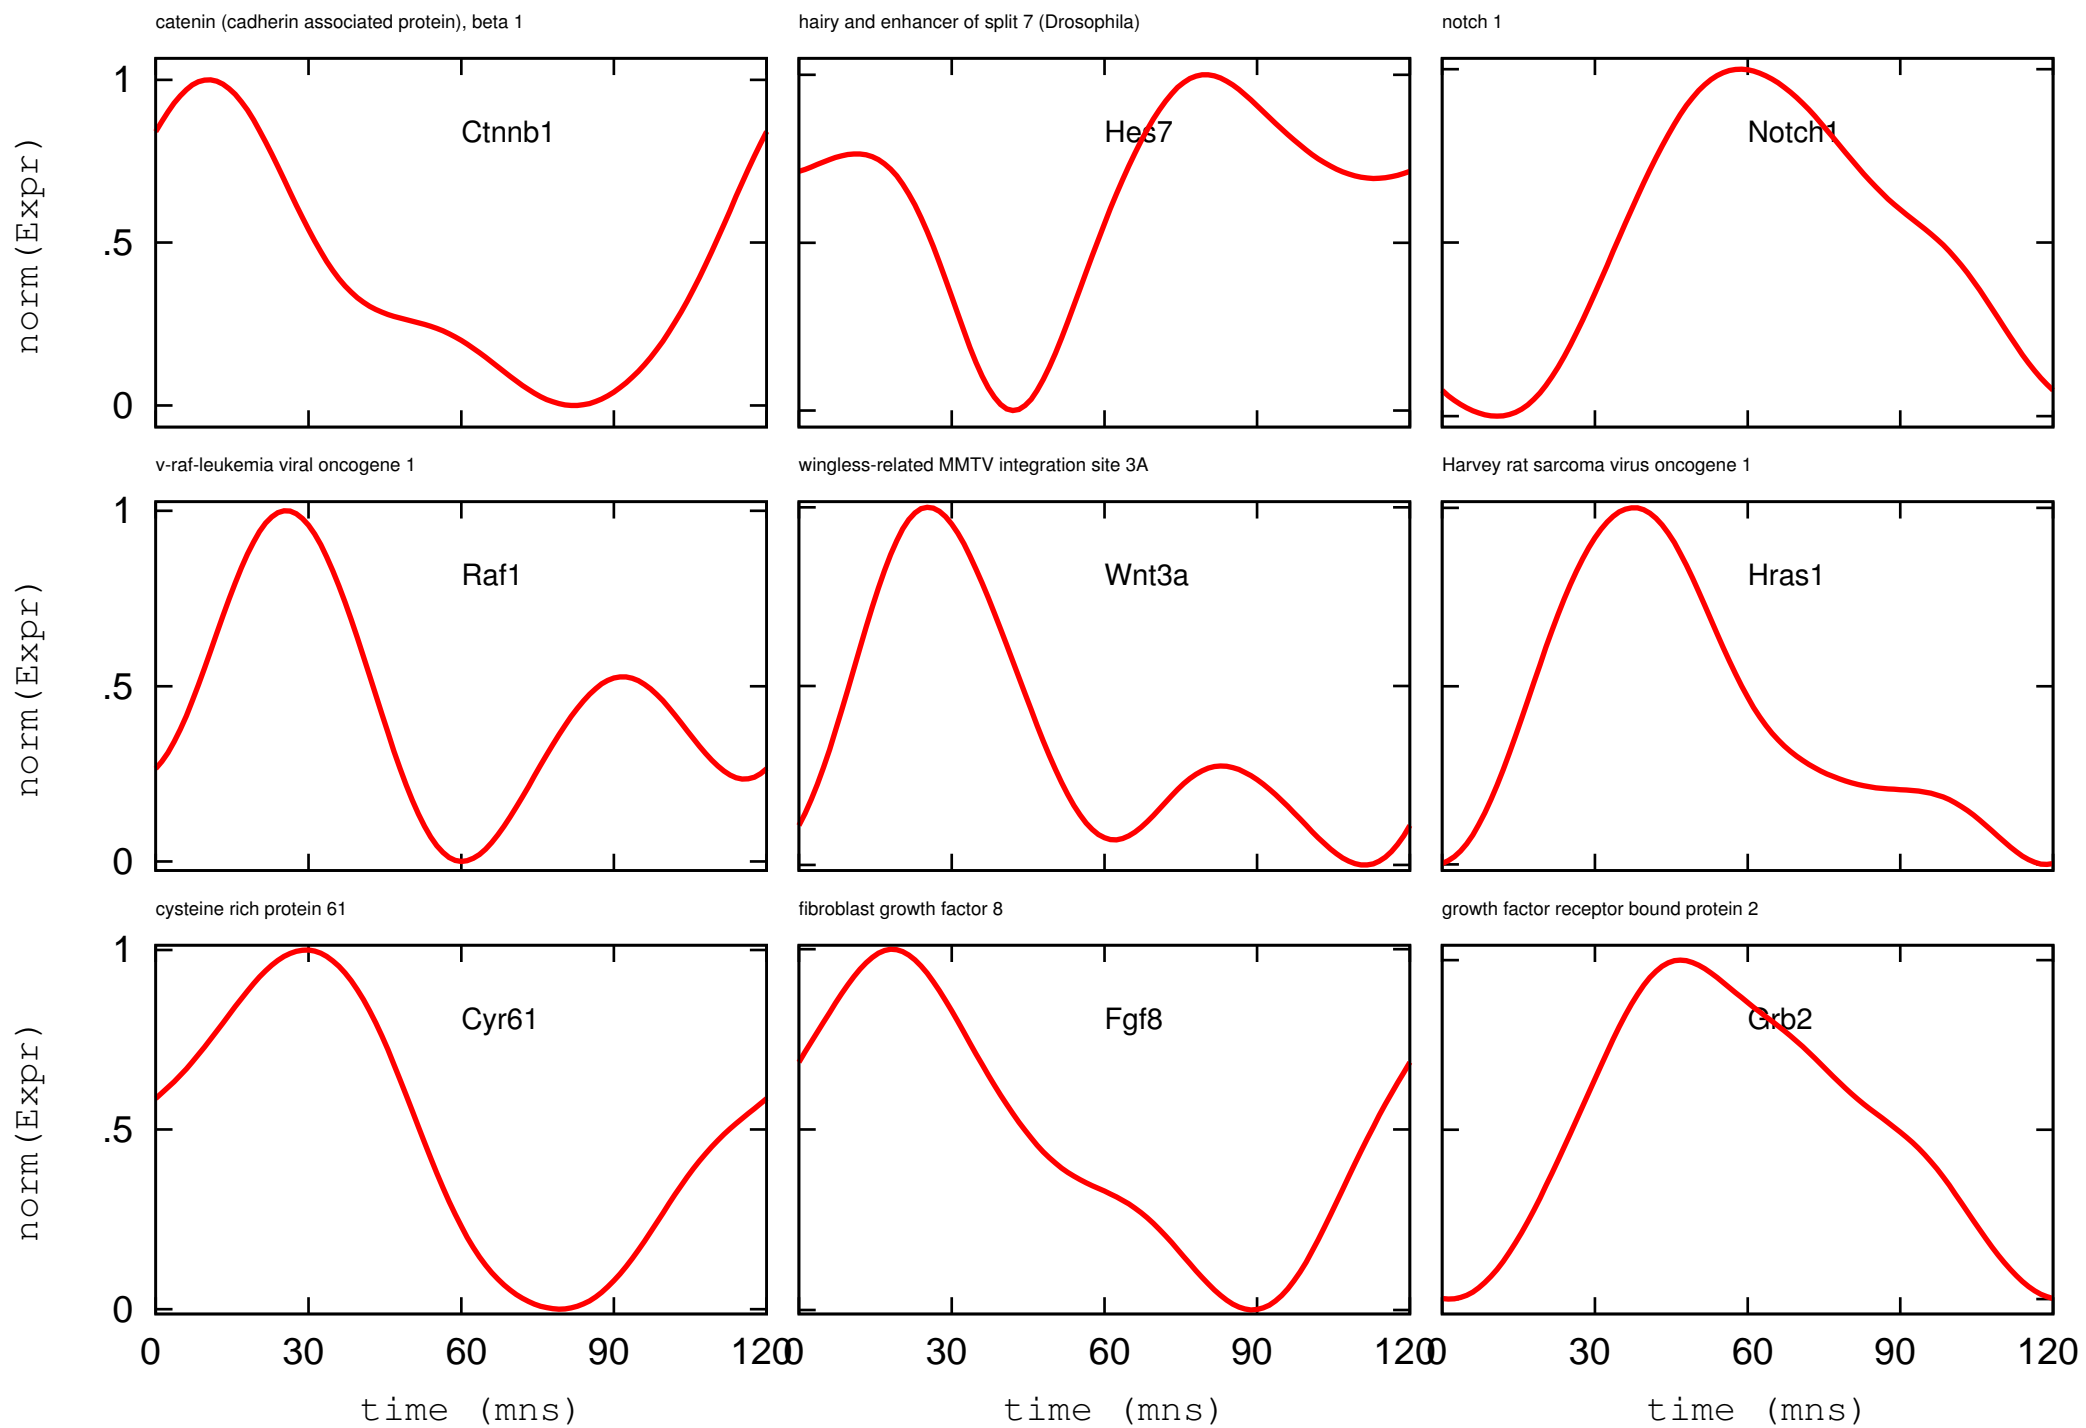 catenin (cadherin associated protein), beta 1
hairy and enhancer of split 7 (Drosophila)
notch 1
1
.5
0
norm(Expr)
Ctnnb1
Hes7
Notch1
v-raf-leukemia viral oncogene 1
wingless-related MMTV integration site 3A
Harvey rat sarcoma virus oncogene 1
1
.5
0
norm(Expr)
Raf1
Wnt3a
Hras1
cysteine rich protein 61
fibroblast growth factor 8
growth factor receptor bound protein 2
1
.5
0
norm(Expr)
Cyr61
Fgf8
Grb2
0 30 60 90 120
0 30 60 90 120
0 30 60 90 120
time (mns)
time (mns)
time (mns)